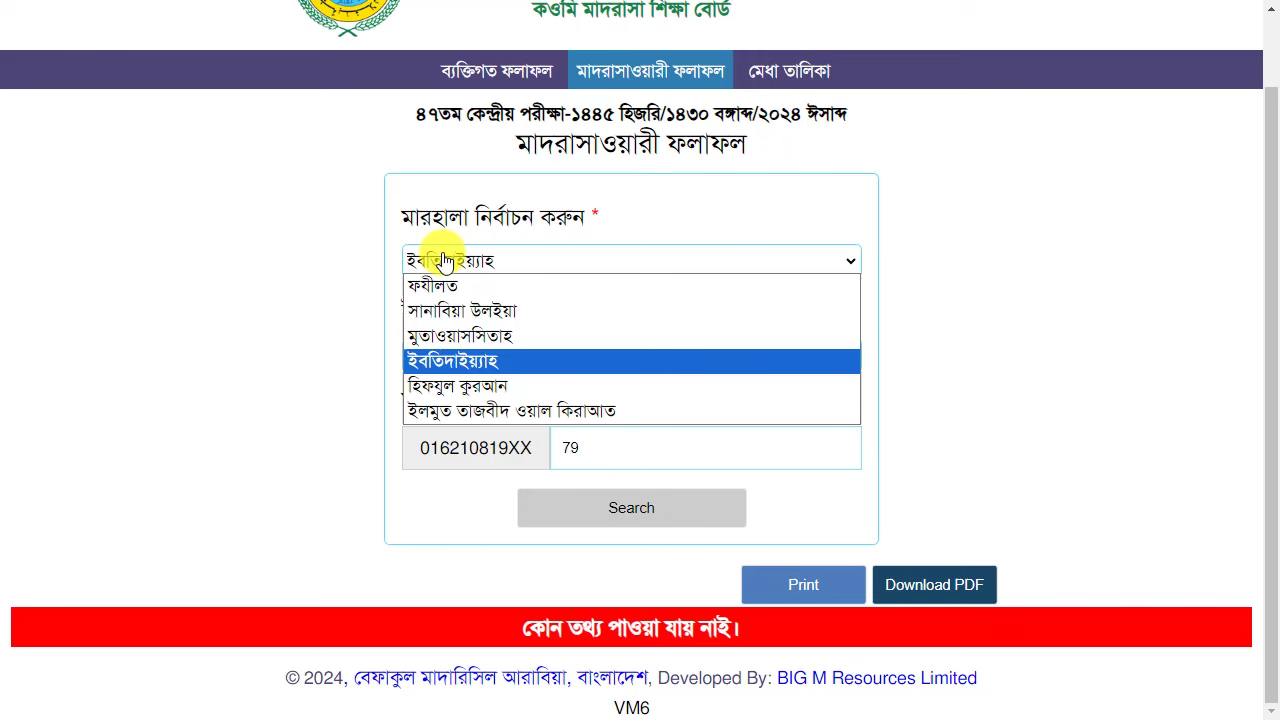 কওমি মাদরাসা শিক্ষা বোর্ড
ব্যক্তিগত ফলাফল মাদরাসাওয়ারী ফলাফল মেধা তালিকা
৪৭তম কেন্দ্রীয় পরীক্ষা-১৪৪৫ হিজরি/১৪৩০ বঙ্গাব্দ/২০২৪ ঈসাব্দ
মাদরাসাওয়ারী ফলাফল
মারহালা নির্বাচন করুন *
ইবতিদাইয়্যাহ
ফযীলত
সানাবিয়া উলইয়া
মুতাওয়াসসিতাহ
ইবতিদাইয়্যাহ
হিফযুল কুরআন
ইলমুত তাজবীদ ওয়াল কিরাআত
016210819XX 79
Search
Print Download PDF
কোন তথ্য পাওয়া যায় নাই।
© 2024, বেফাকুল মাদারিসিল আরাবিয়া, বাংলাদেশ, Developed By: BIG M Resources Limited
VM6